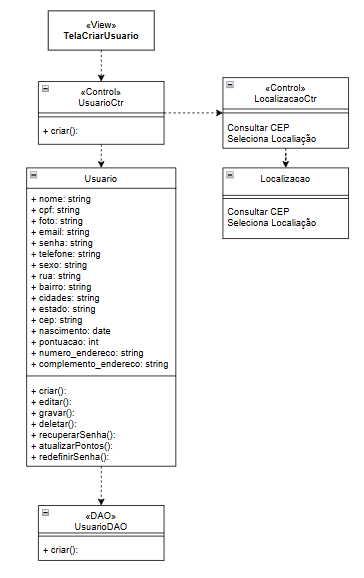 «View»
TelaCriarUsuario
«Control»
UsuarioCtr
+ criar():
«Control»
LocalizacaoCtr
Consultar CEP
Seleciona Localiação
Usuario
+ nome: string
+ cpf: string
+ foto: string
+ email: string
+ senha: string
+ telefone: string
+ sexo: string
+ rua: string
+ bairro: string
+ cidades: string
+ estado: string
+ cep: string
+ nascimento: date
+ pontuacao: int
+ numero_endereco: string
+ complemento_endereco: string
+ criar():
+ editar():
+ gravar():
+ deletar():
+ recuperarSenha():
+ atualizarPontos():
+ redefinirSenha():
Localizacao
Consultar CEP
Seleciona Localiação
«DAO»
UsuarioDAO
+ criar():